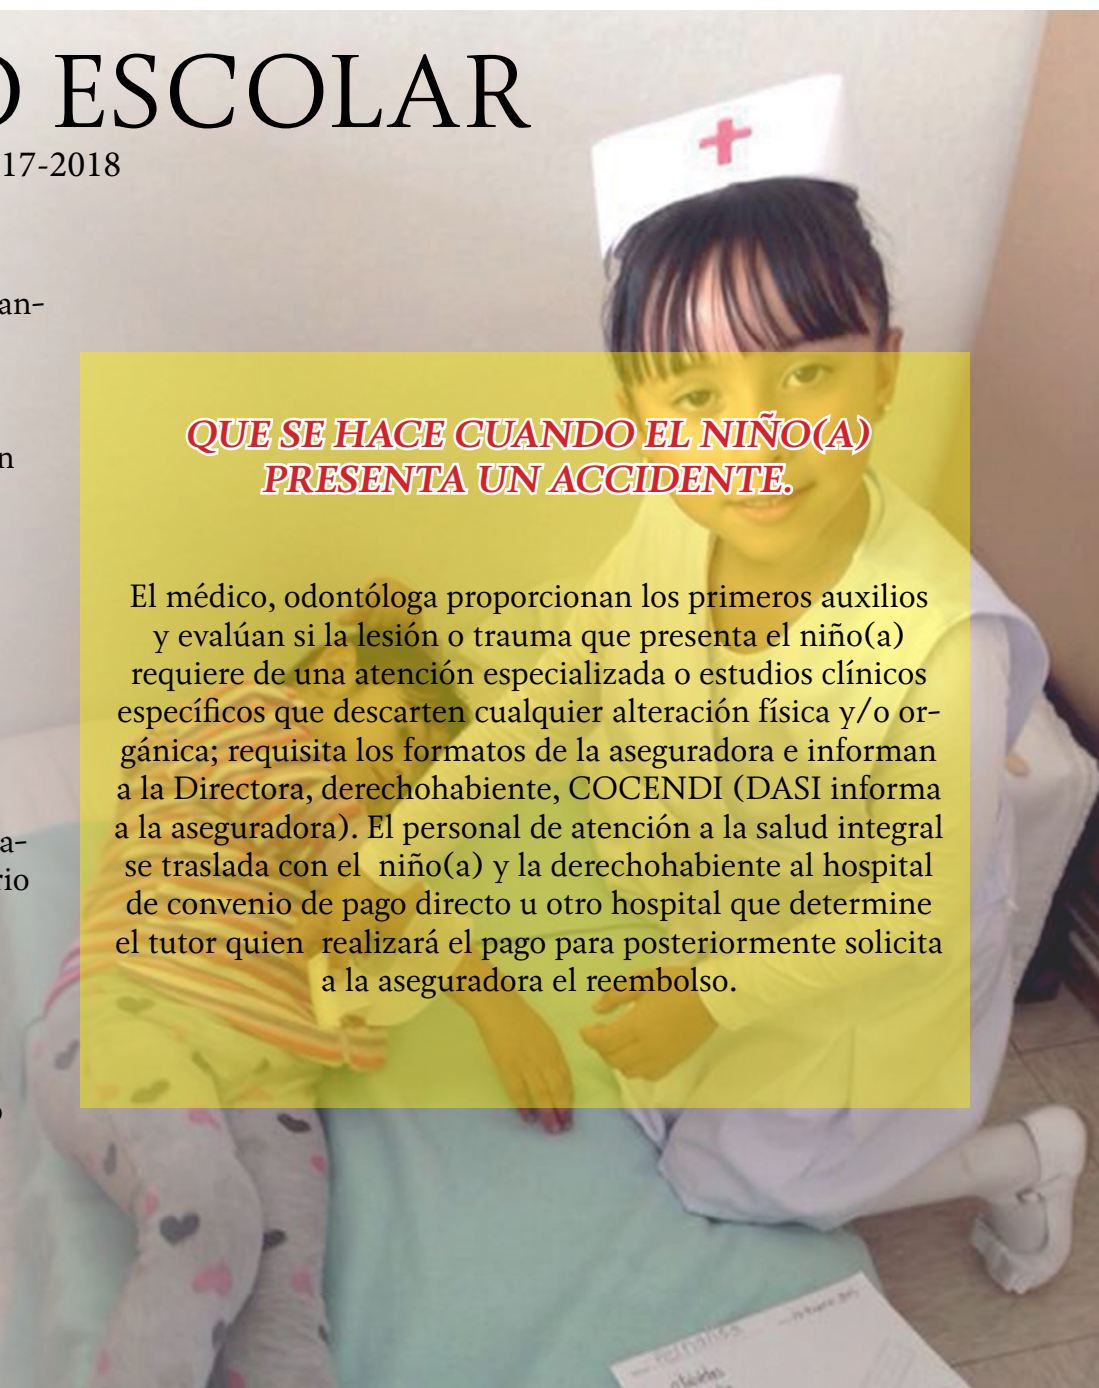 O ESCOLAR
17-2018
an-
n
QUE SE HACE CUANDO EL NIÑO(A)
PRESENTA UN ACCIDENTE.
El médico, odontóloga proporcionan los primeros auxilios
y evalúan si la lesión o trauma que presenta el niño(a)
requiere de una atención especializada o estudios clínicos
específicos que descarten cualquier alteración física y/o or-
gánica; requisita los formatos de la aseguradora e informan
a la Directora, derechohabiente, COCENDI (DASI informa
a la aseguradora). El personal de atención a la salud integral
se traslada con el  niño(a) y la derechohabiente al hospital
de convenio de pago directo u otro hospital que determine
el tutor quien  realizará el pago para posteriormente solicita
a la aseguradora el reembolso.
a-
rio
o